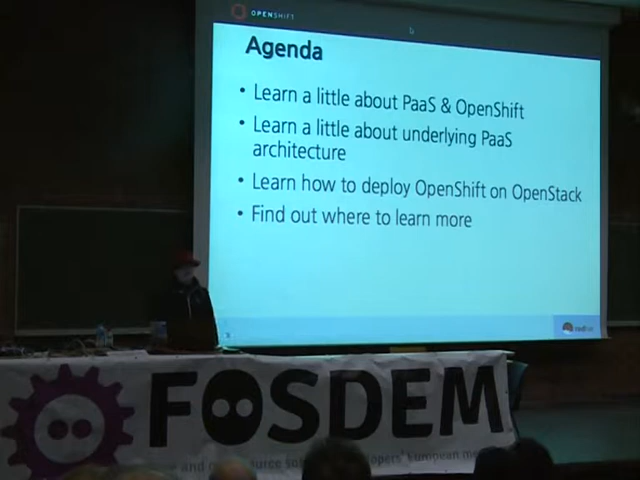 OPENSHIFT
Agenda
• Learn a little about PaaS & OpenShift
• Learn a little about underlying PaaS
architecture
• Learn how to deploy OpenShift on OpenStack
• Find out where to learn more
FOSDEM
European